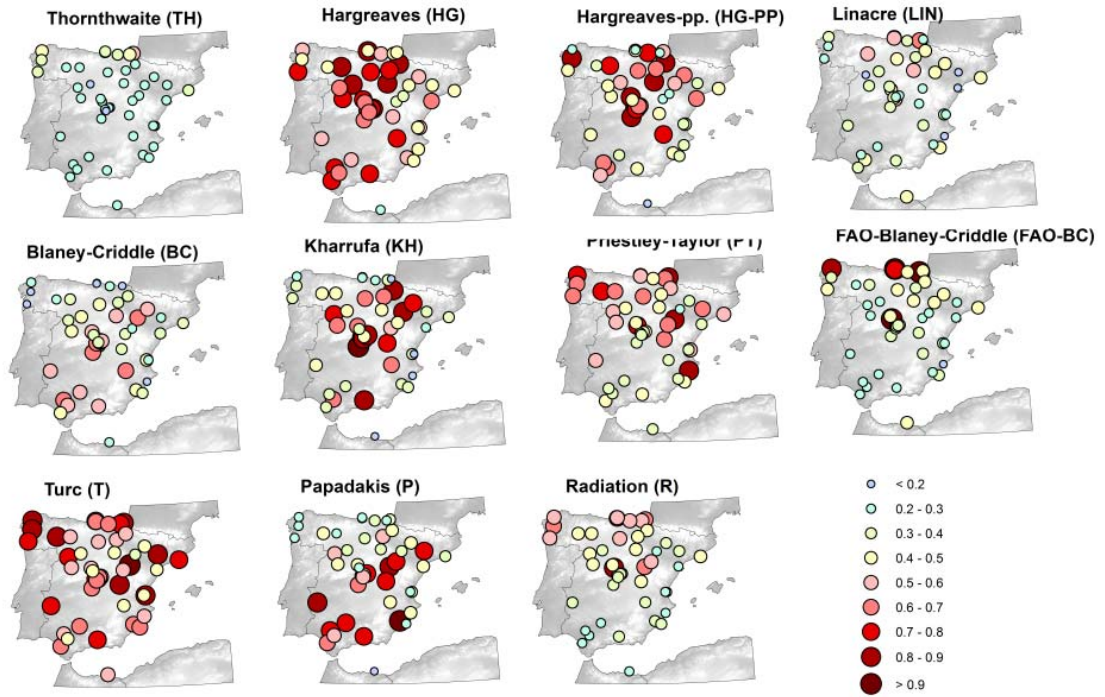 Thornthwaite (TH)
Hargreaves (HG)
Hargreaves-pp. (HG-PP)
Linacre (LIN)
Blaney-Criddle (BC)
Kharrufa (KH)
Priestley-Taylor (PT)
FAO-Blaney-Criddle (FAO-BC)
Turc (T)
Papadakis (P)
Radiation (R)
< 0.2
0.2 - 0.3
0.3 - 0.4
0.4 - 0.5
0.5 - 0.6
0.6 - 0.7
0.7 - 0.8
0.8 - 0.9
> 0.9